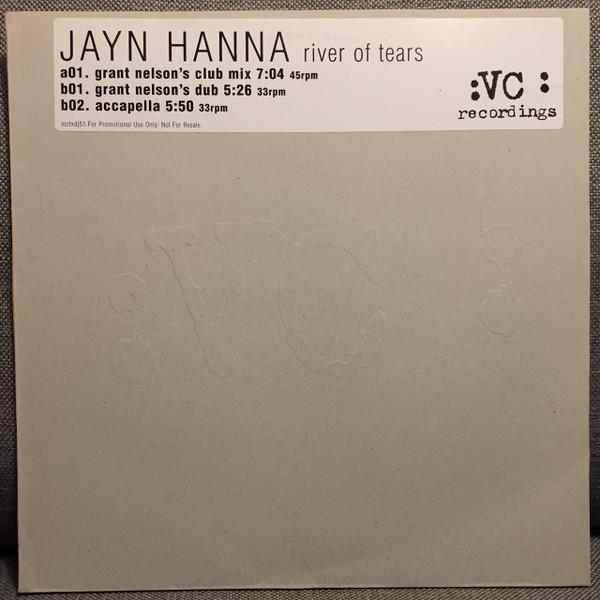 JAYN HANNA river of tears
a01. grant nelson's club mix 7:04 45rpm
b01. grant nelson's dub 5:26 33rpm
b02. accapella 5:50 33rpm
vcrtxdj51.For Promotional Use Only. Not For Resale.
:VC :
recordings
:VC :